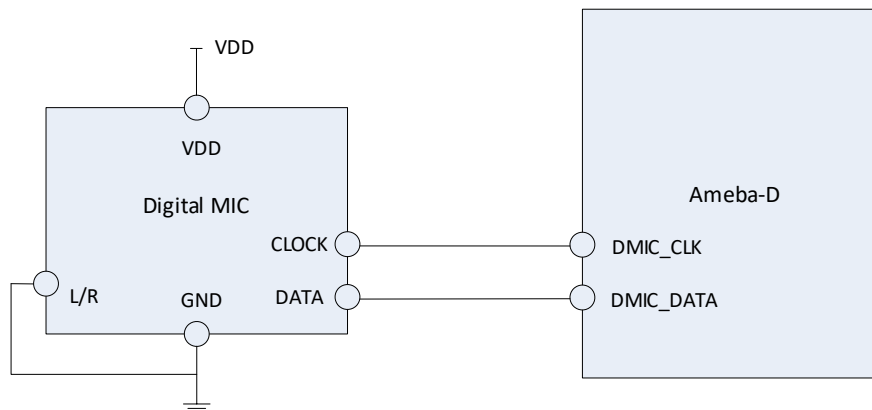 VDD
VDD
Digital MIC
Ameba-D
CLOCK
DMIC_CLK
L/R
GND
DATA
DMIC_DATA